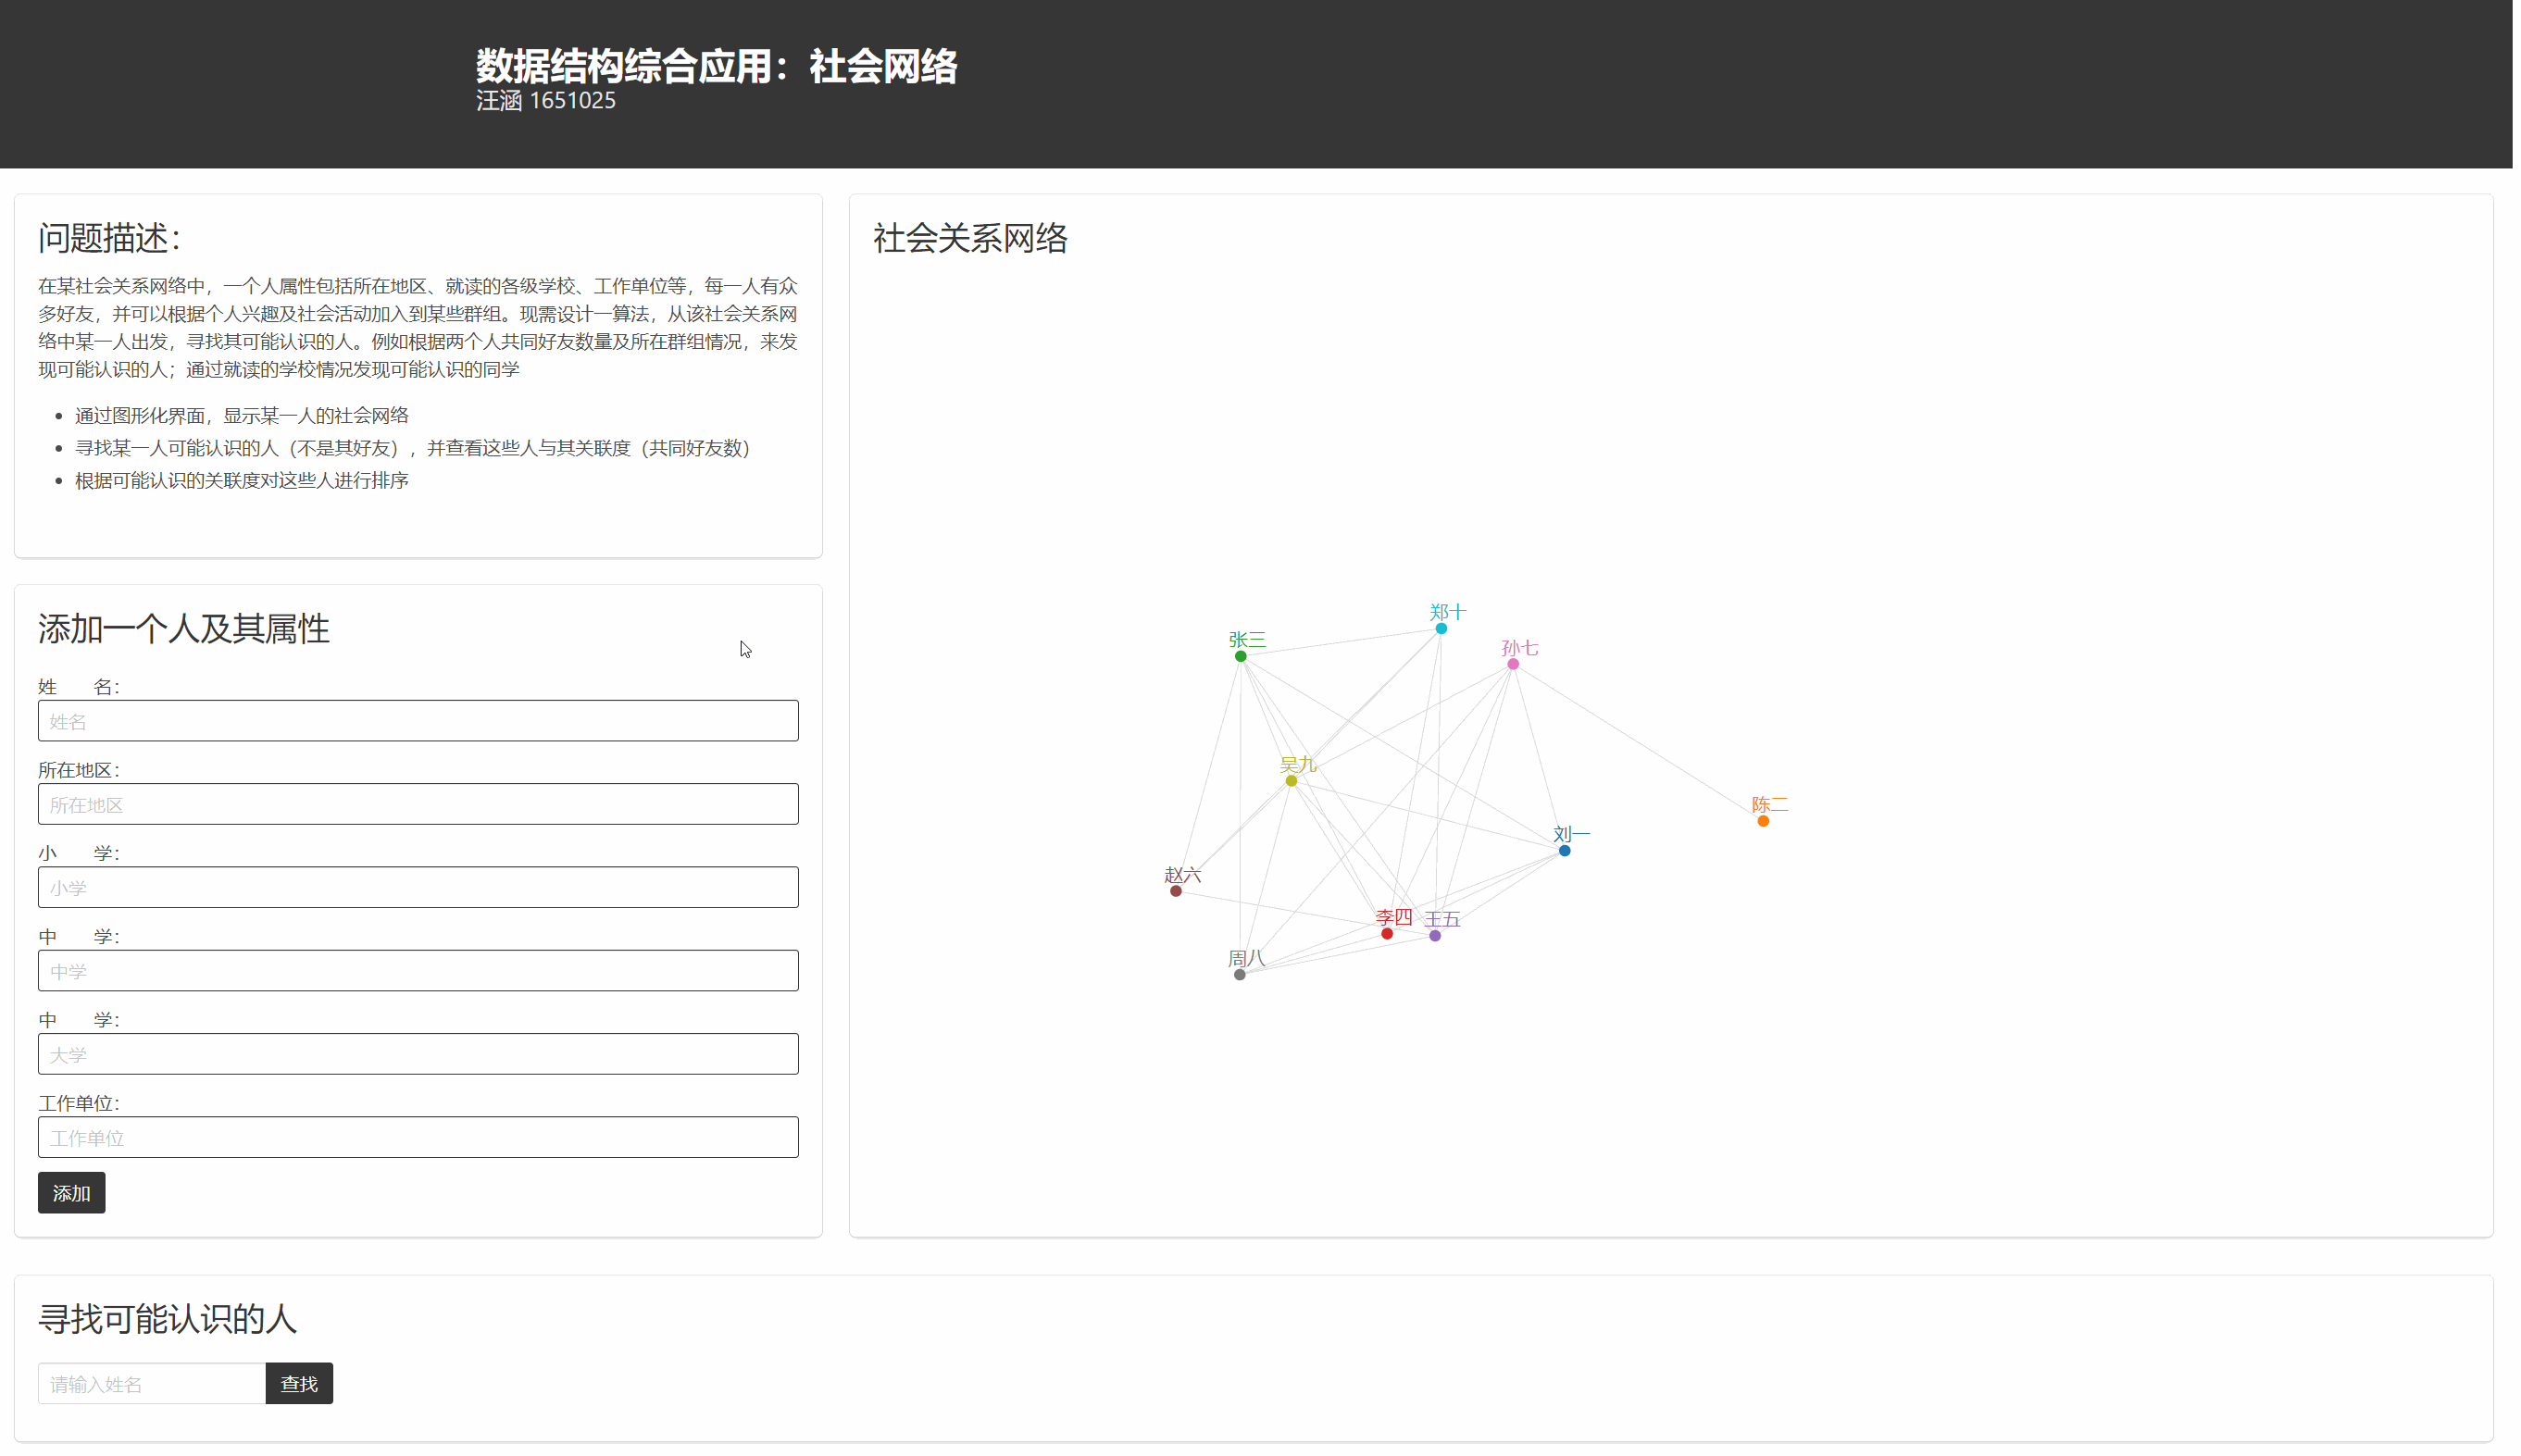 数据结构综合应用：社会网络
汪涵 1651025
问题描述：
在某社会关系网络中，一个人属性包括所在地区、就读的各级学校、工作单位等，每一人有众
多好友，并可以根据个人兴趣及社会活动加入到某些群组。现需设计一算法，从该社会关系网
络中某一人出发，寻找其可能认识的人。例如根据两个人共同好友数量及所在群组情况，来发
现可能认识的人；通过就读的学校情况发现可能认识的同学
通过图形化界面，显示某一人的社会网络
寻找某一人可能认识的人（不是其好友），并查看这些人与其关联度（共同好友数）
根据可能认识的关联度对这些人进行排序
添加一个人及其属性
姓　　名：
姓名
所在地区：
所在地区
小　　学：
小学
中　　学：
中学
中　　学：
大学
工作单位：
工作单位
添加
社会关系网络
郑十
张三
孙七
吴九
陈二
刘一
赵六
李四
王五
周八
寻找可能认识的人
请输入姓名
查找